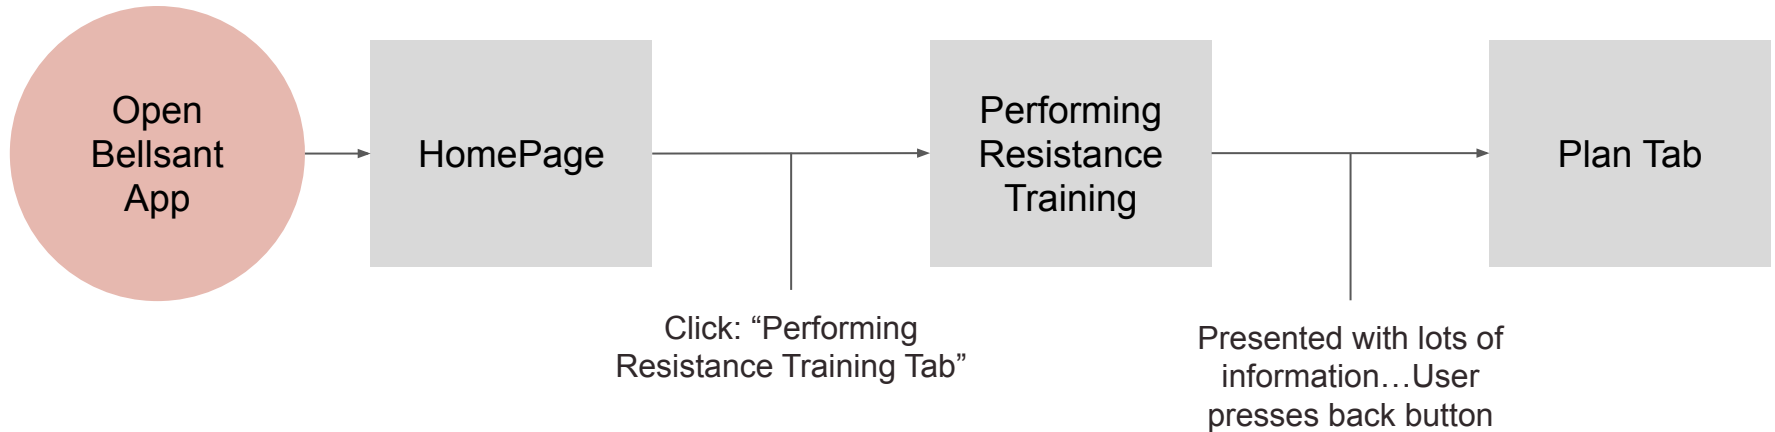 Open
Bellsant
App
HomePage
Performing
Resistance
Training
Plan Tab
Click: “Performing
Resistance Training Tab”
Presented with lots of
information…User
presses back button